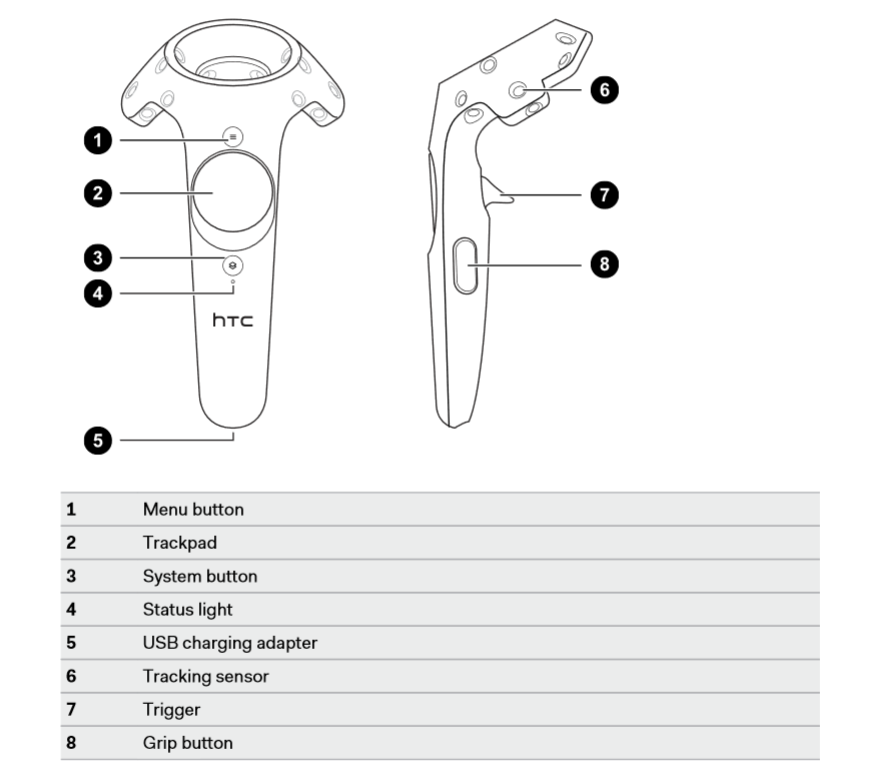 1
2
3
4
5
6
7
8
hTC
1 Menu button
2 Trackpad
3 System button
4 Status light
5 USB charging adapter
6 Tracking sensor
7 Trigger
8 Grip button